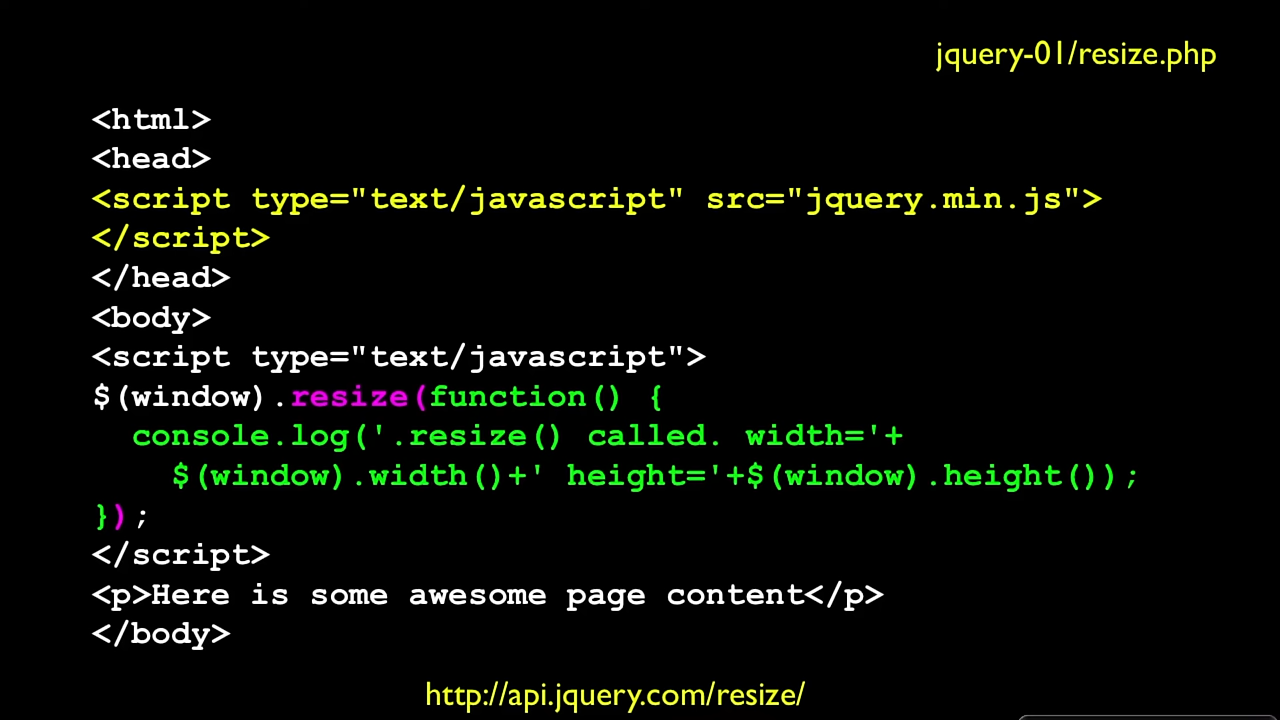 jquery-01/resize.php
<html>
<head>
<script type="text/javascript" src="jquery.min.js">
</script>
</head>
<body>
<script type="text/javascript">
$(window).resize(function() {
  console.log('.resize() called. width='+
    $(window).width()+' height='+$(window).height());
});
</script>
<p>Here is some awesome page content</p>
</body>
http://api.jquery.com/resize/